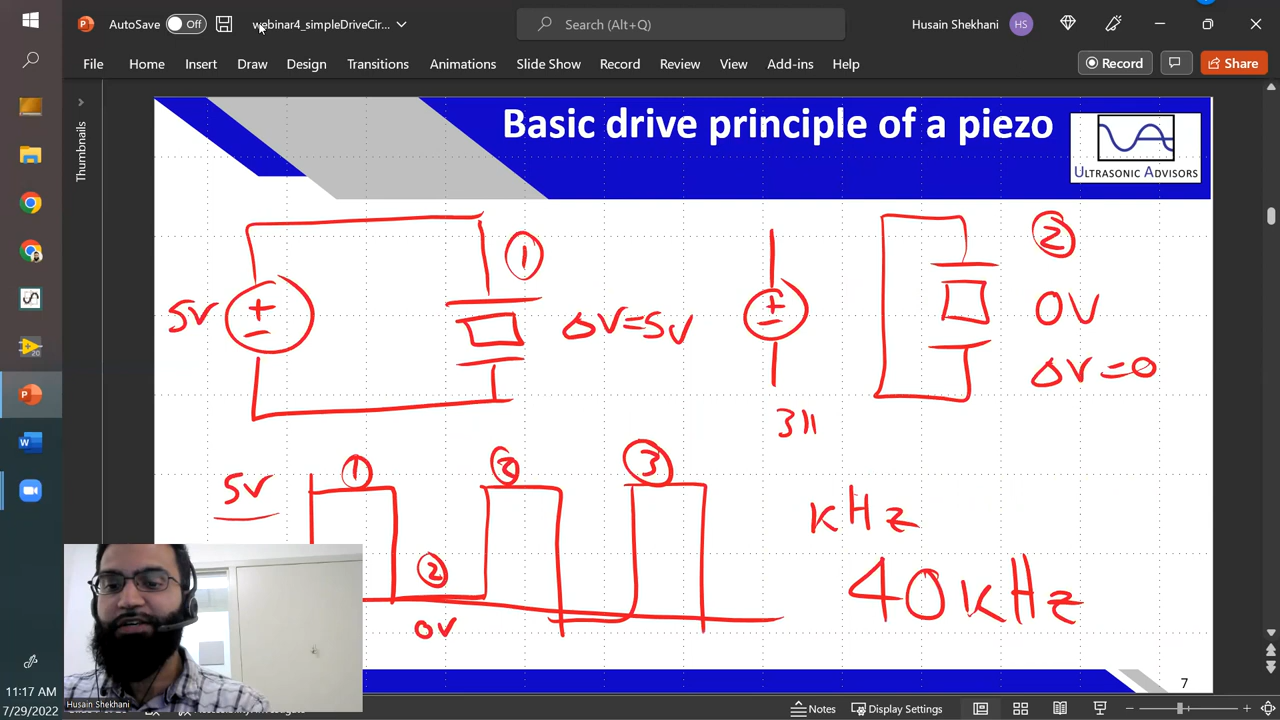 AutoSave Off webinar4_simpleDriveCir... Search (Alt+Q) Husain Shekhani HS
File Home Insert Draw Design Transitions Animations Slide Show Record Review View Add-ins Help Record Share
Thumbnails
Basic drive principle of a piezo
ULTRASONIC ADVISORS
1
2
5V
ΔV=5V
0V
ΔV=0
5V
1
3
2
0V
kHz
40kHz
7
11:17 AM
7/29/2022
Husain Shekhani
Notes Display Settings